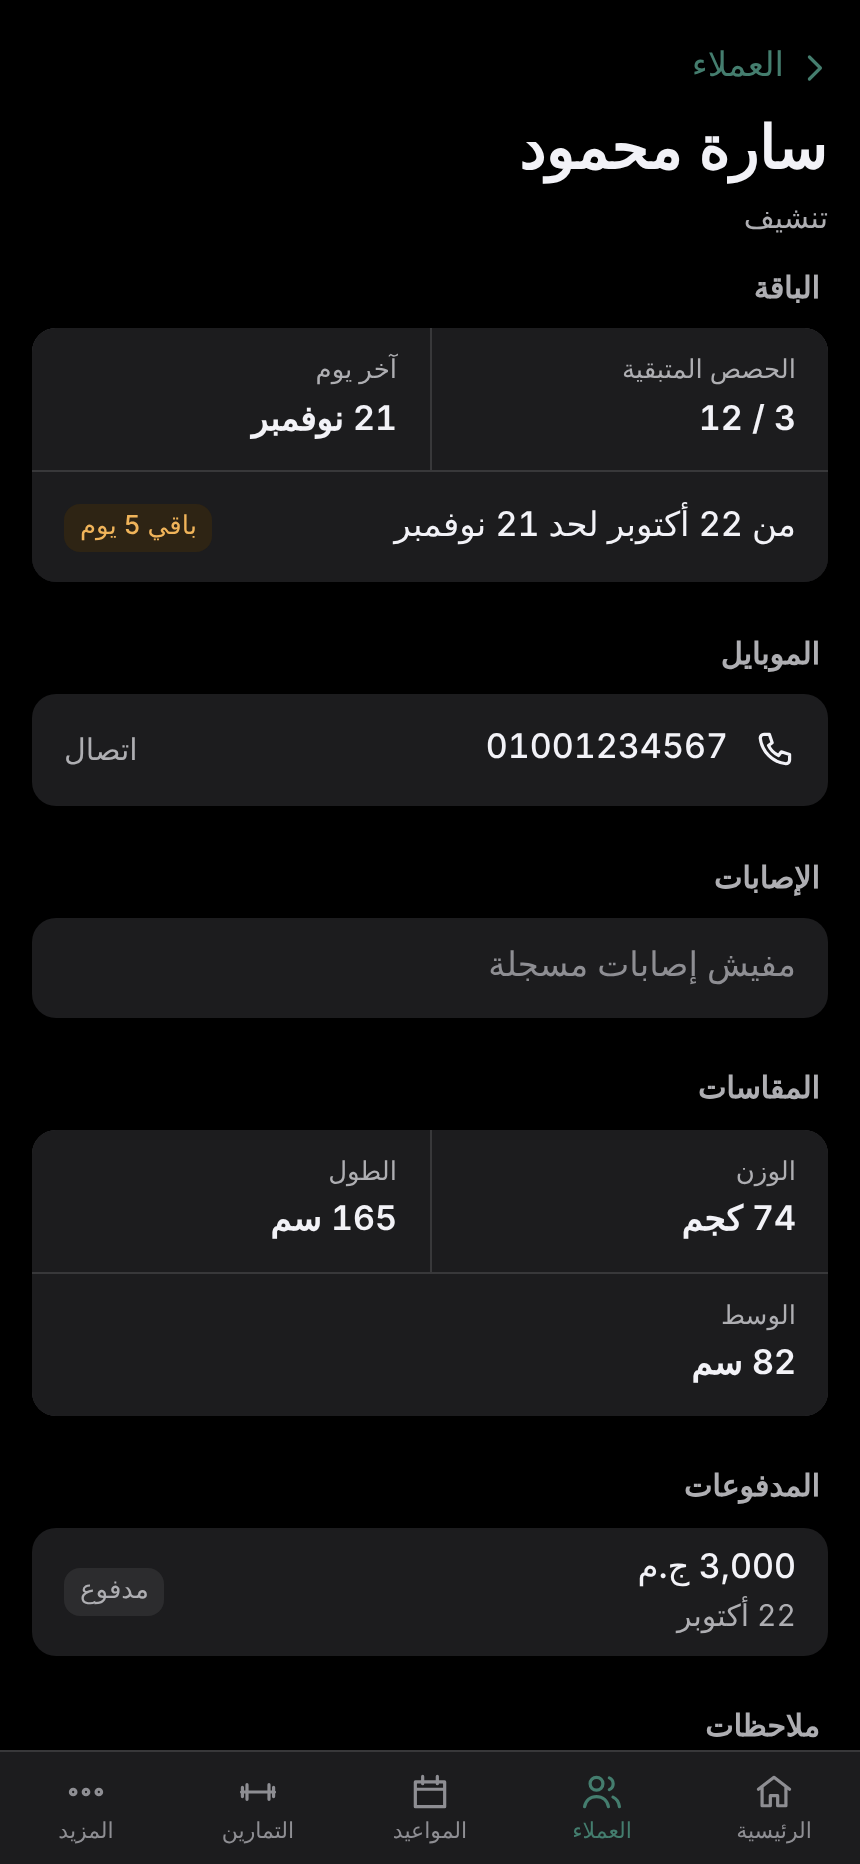 العملاء
سارة محمود
تنشيف
الباقة
الحصص المتبقية
3 / 12
آخر يوم
21 نوفمبر
من 22 أكتوبر لحد 21 نوفمبر
باقي 5 يوم
الموبايل
01001234567
اتصال
الإصابات
مفيش إصابات مسجلة
المقاسات
الوزن
74 كجم
الطول
165 سم
الوسط
82 سم
المدفوعات
3,000 ج.م
22 أكتوبر
مدفوع
ملاحظات
الرئيسية
العملاء
المواعيد
التمارين
المزيد